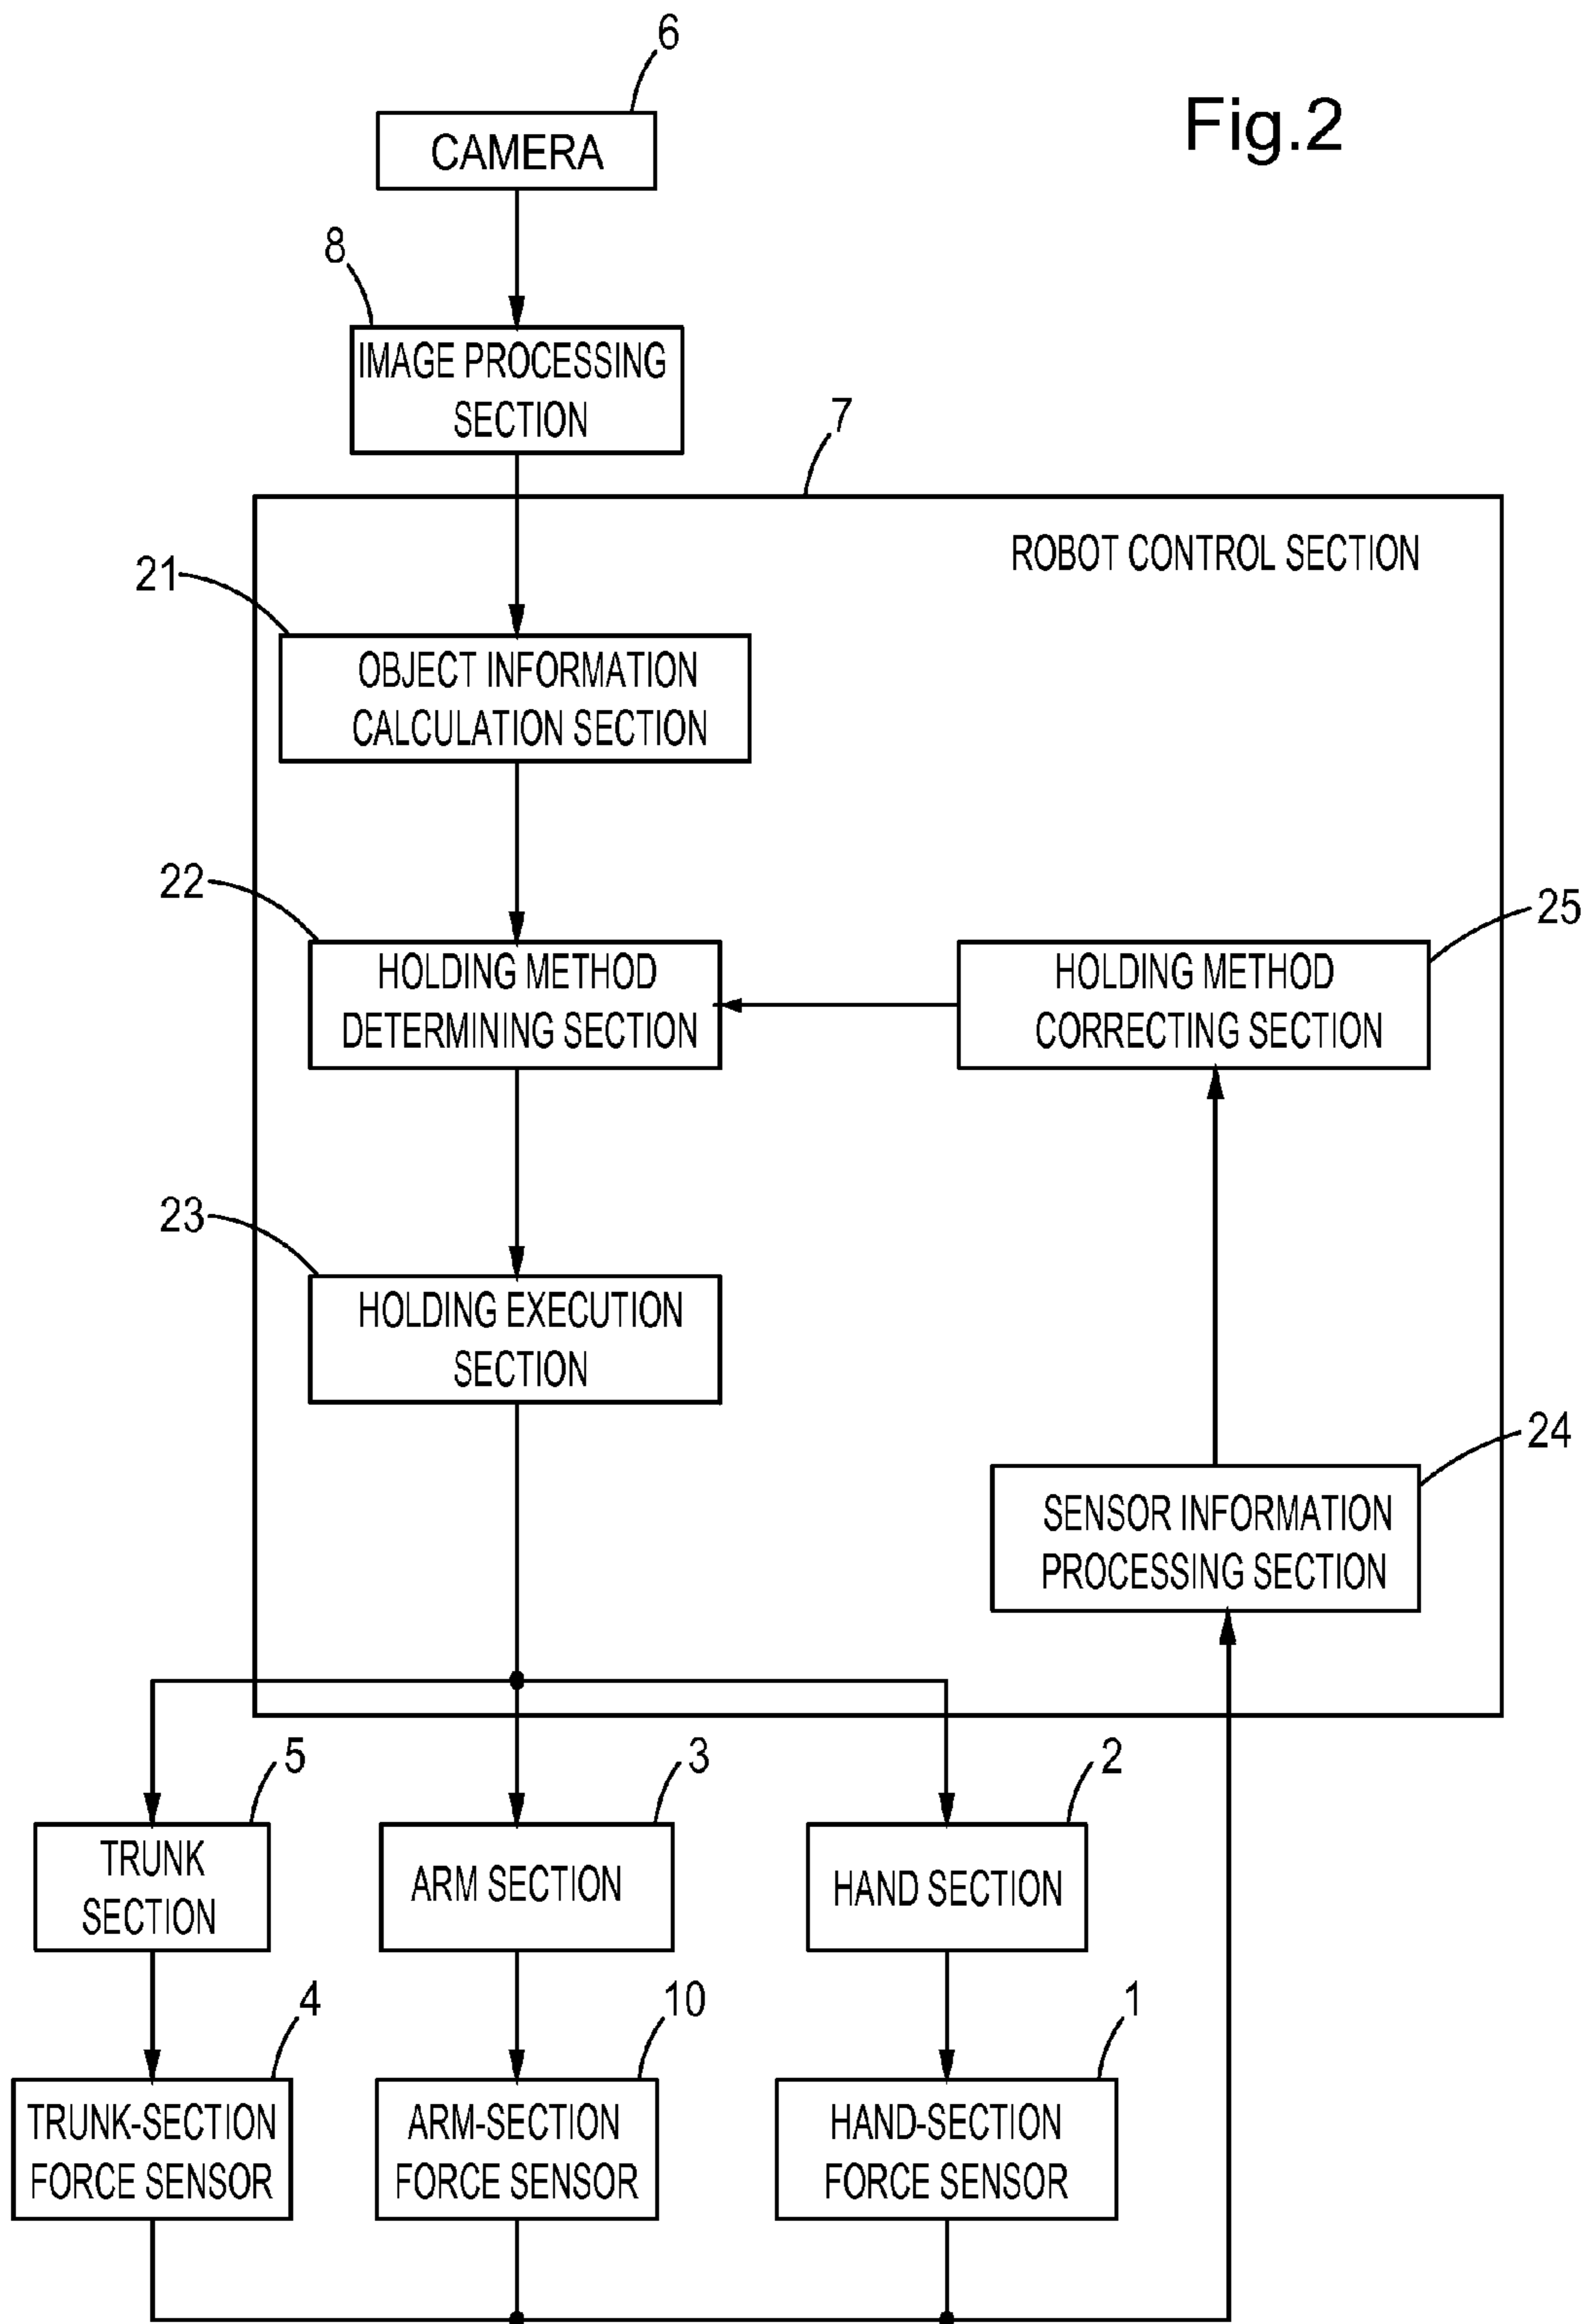 6
Fig.2
CAMERA
8
IMAGE PROCESSING
SECTION
7
ROBOT CONTROL SECTION
21
OBJECT INFORMATION
CALCULATION SECTION
22
HOLDING METHOD
DETERMINING SECTION
25
HOLDING METHOD
CORRECTING SECTION
23
HOLDING EXECUTION
SECTION
24
SENSOR INFORMATION
PROCESSING SECTION
5
TRUNK
SECTION
3
ARM SECTION
2
HAND SECTION
4
TRUNK-SECTION
FORCE SENSOR
10
ARM-SECTION
FORCE SENSOR
1
HAND-SECTION
FORCE SENSOR